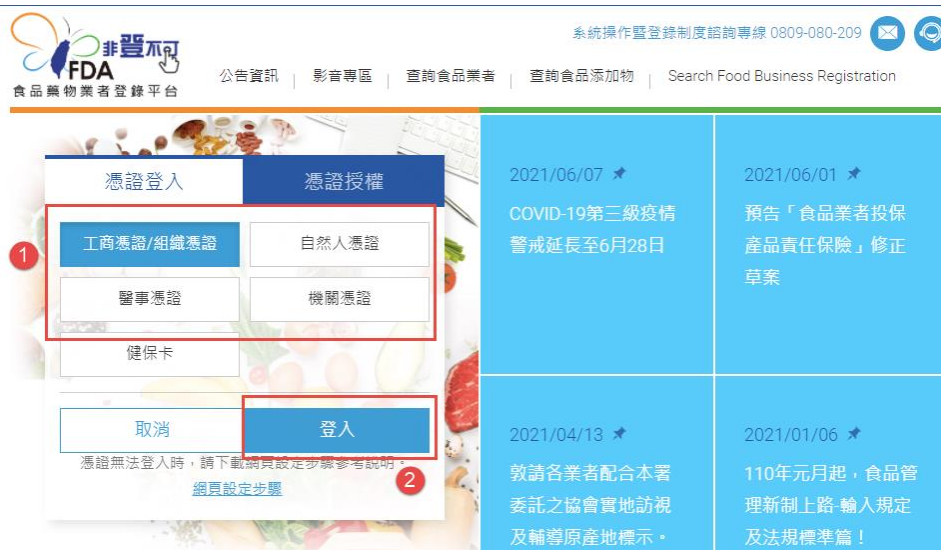 系統操作暨登錄制度諮詢專線 0809-080-209
非登不可
FDA
食品藥物業者登錄平台
公告資訊 | 影音專區 | 查詢食品業者 | 查詢食品添加物 | Search Food Business Registration
憑證登入
憑證授權
1
工商憑證/組織憑證
自然人憑證
醫事憑證
機關憑證
健保卡
取消
登入
憑證無法登入時，請下載網頁設定步驟參考說明。
2
網頁設定步驟
2021/06/07
COVID-19第三級疫情
警戒延長至6月28日
2021/06/01
預告「食品業者投保
產品責任保險」修正
草案
2021/04/13
敦請各業者配合本署
委託之協會實地訪視
及輔導原產地標示。
2021/01/06
110年元月起，食品管
理新制上路-輸入規定
及法規標準篇！